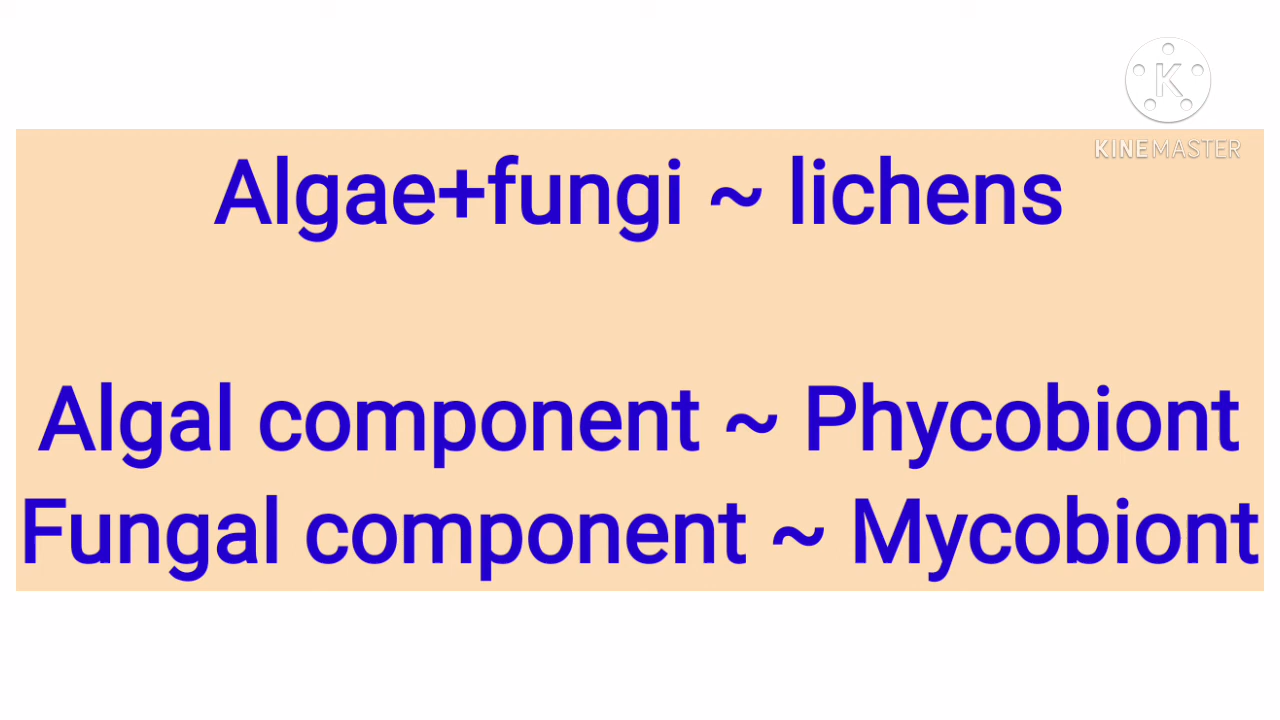 K
KINEMASTER
Algae+fungi ~ lichens
Algal component ~ Phycobiont
Fungal component ~ Mycobiont